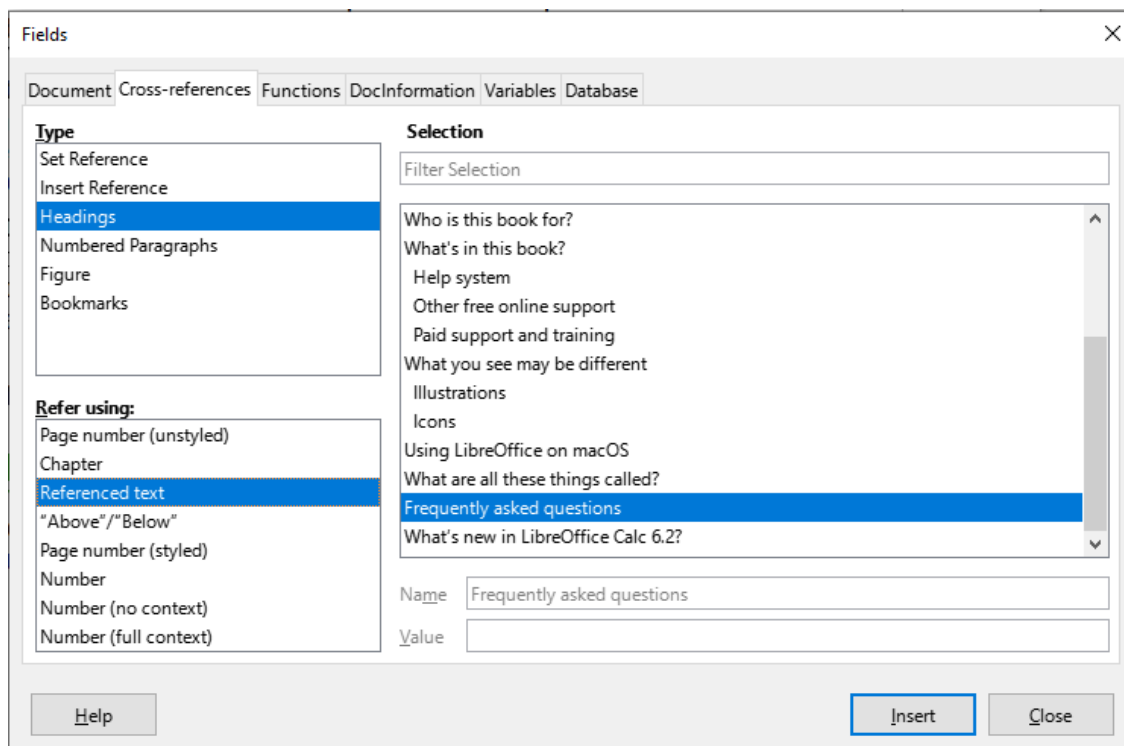 Fields
Document Cross-references Functions DocInformation Variables Database
Type
Set Reference
Insert Reference
Headings
Numbered Paragraphs
Figure
Bookmarks
Refer using:
Page number (unstyled)
Chapter
Referenced text
“Above”/“Below”
Page number (styled)
Number
Number (no context)
Number (full context)
Selection
Filter Selection
Who is this book for?
What's in this book?
Help system
Other free online support
Paid support and training
What you see may be different
Illustrations
Icons
Using LibreOffice on macOS
What are all these things called?
Frequently asked questions
What's new in LibreOffice Calc 6.2?
Name Frequently asked questions
Value
Help Insert Close